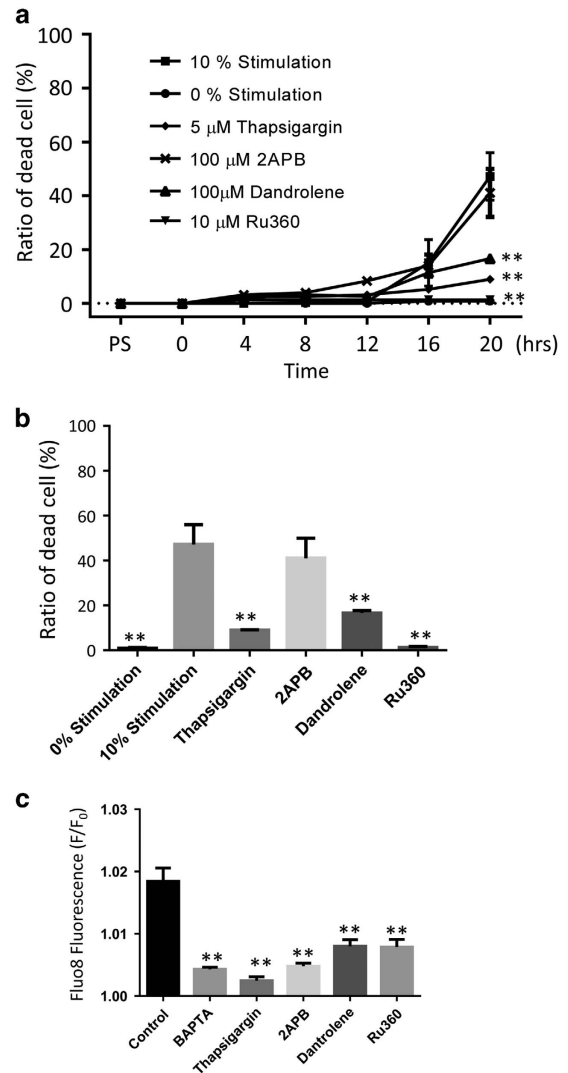 a
100
80
60
40
20
0
Ratio of dead cell (%)
10 % Stimulation
0 % Stimulation
5 μM Thapsigargin
100 μM 2APB
100μM Dandrolene
10 μM Ru360
**
**
**
PS 0 4 8 12 16 20 (hrs)
Time
b
100
80
60
40
20
0
Ratio of dead cell (%)
**
**
**
**
0% Stimulation
10% Stimulation
Thapsigargin
2APB
Dandrolene
Ru360
c
1.03
1.02
1.01
1.00
Fluo8 Fluorescence (F/F₀)
**
**
**
**
**
Control
BAPTA
Thapsigargin
2APB
Dantrolene
Ru360